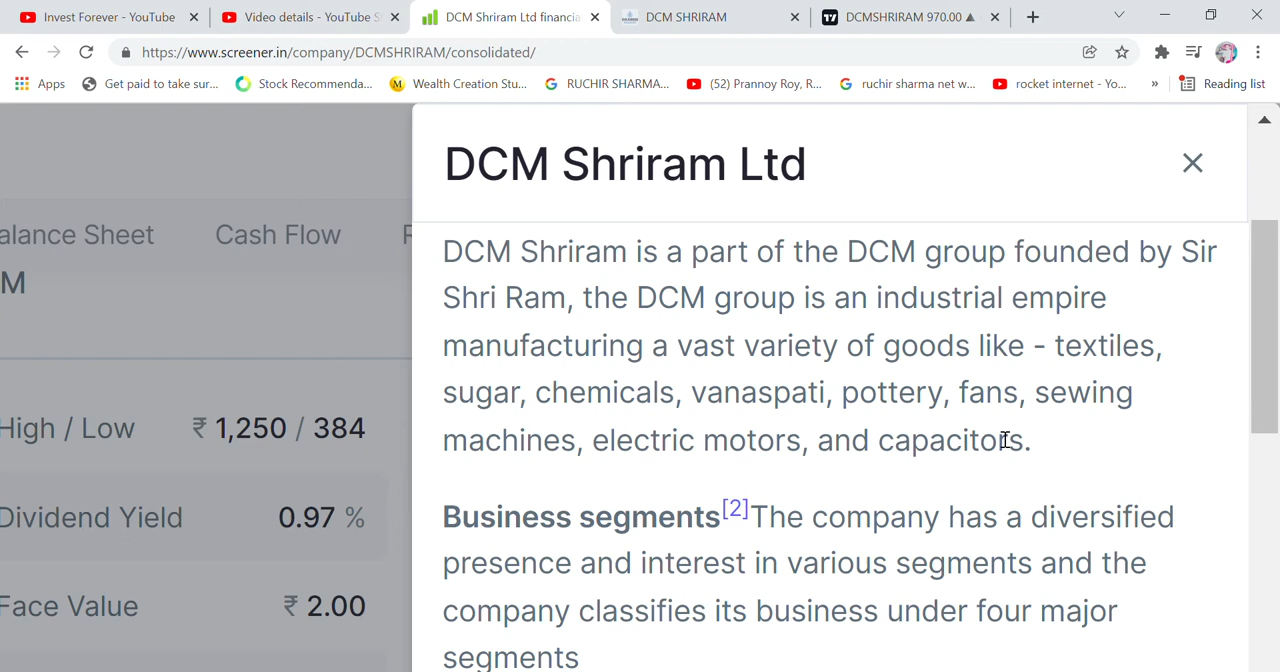 Invest Forever - YouTube
Video details - YouTube S
DCM Shriram Ltd financia
DCM SHRIRAM
DCMSHRIRAM 970.00 ▲
https://www.screener.in/company/DCMSHRIRAM/consolidated/
Apps
Get paid to take sur...
Stock Recommenda...
Wealth Creation Stu...
RUCHIR SHARMA...
(52) Prannoy Roy, R...
ruchir sharma net w...
rocket internet - Yo...
»
Reading list
DCM Shriram Ltd
alance Sheet
Cash Flow
M
High / Low ₹ 1,250 / 384
Dividend Yield 0.97 %
Face Value ₹ 2.00
DCM Shriram is a part of the DCM group founded by Sir
Shri Ram, the DCM group is an industrial empire
manufacturing a vast variety of goods like - textiles,
sugar, chemicals, vanaspati, pottery, fans, sewing
machines, electric motors, and capacitors.
Business segments[2]The company has a diversified
presence and interest in various segments and the
company classifies its business under four major
segments